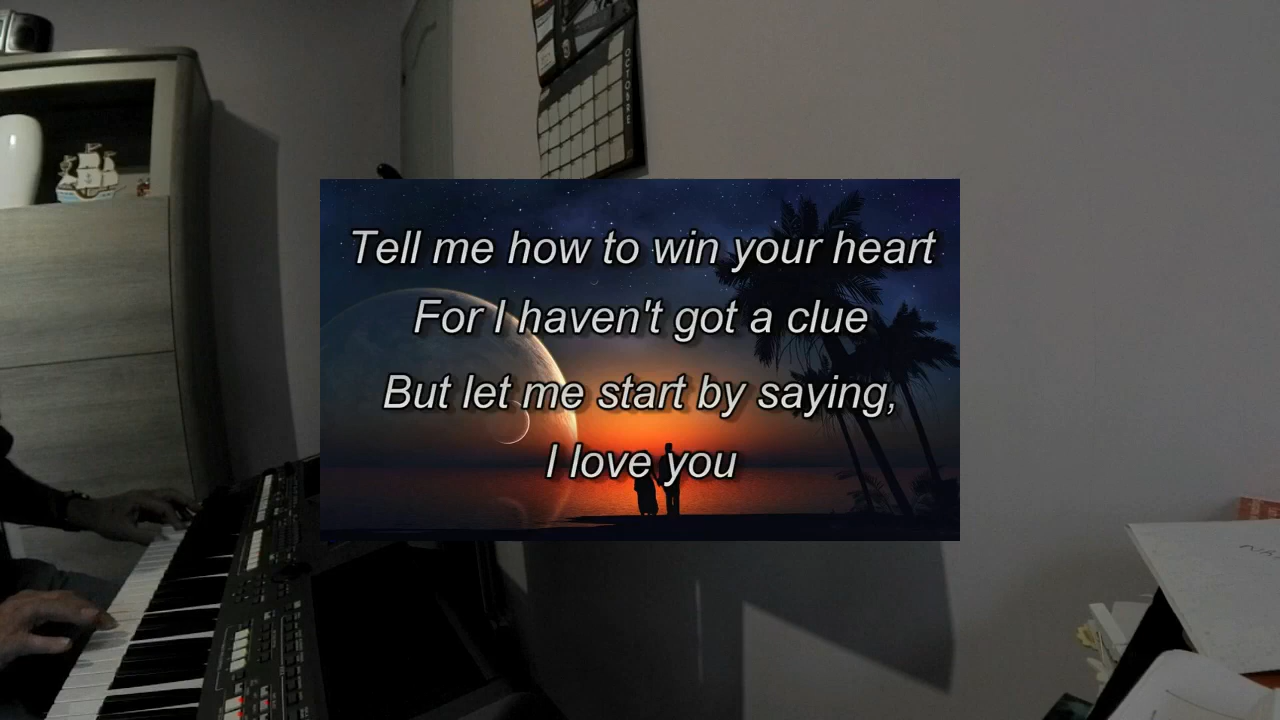 OCTOBRE
Tell me how to win your heart
For I haven't got a clue
But let me start by saying,
I love you